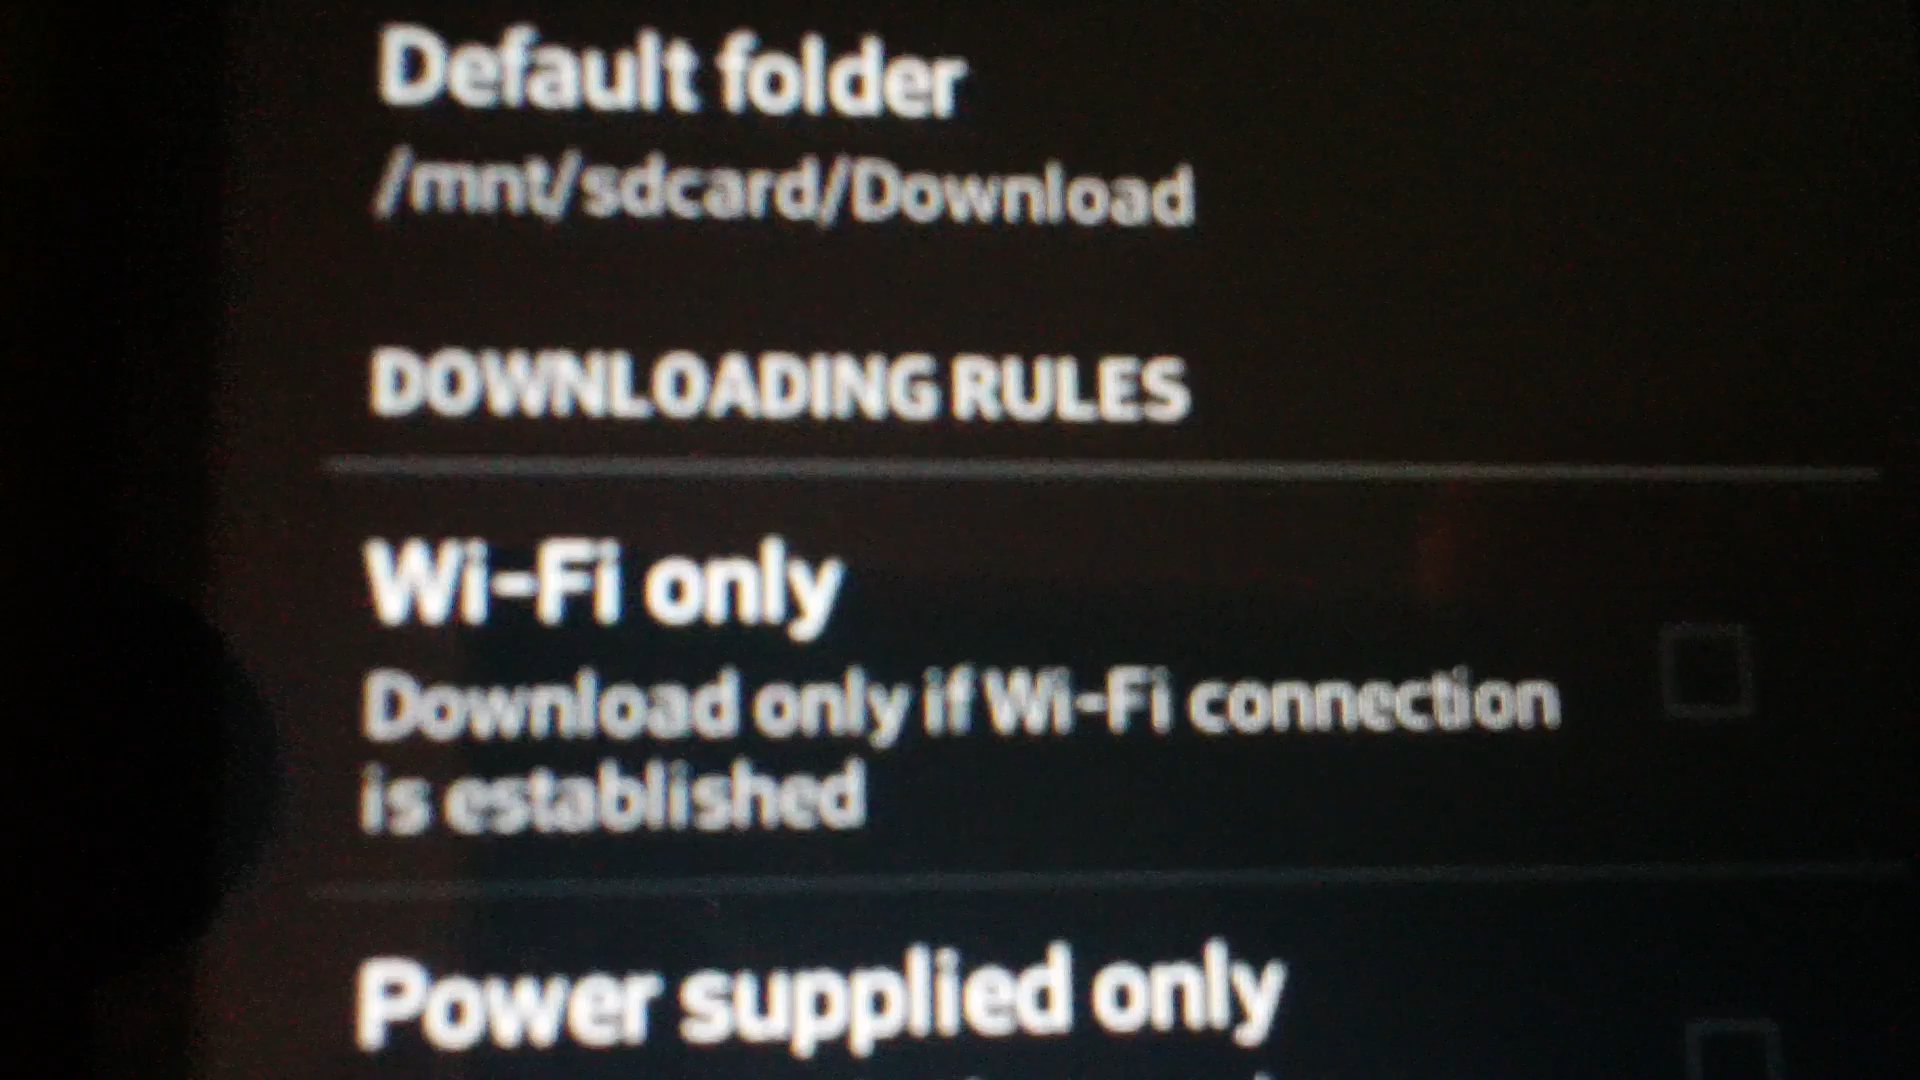 Default folder
/mnt/sdcard/Download
DOWNLOADING RULES
Wi-Fi only
Download only if Wi-Fi connection
is established
Power supplied only